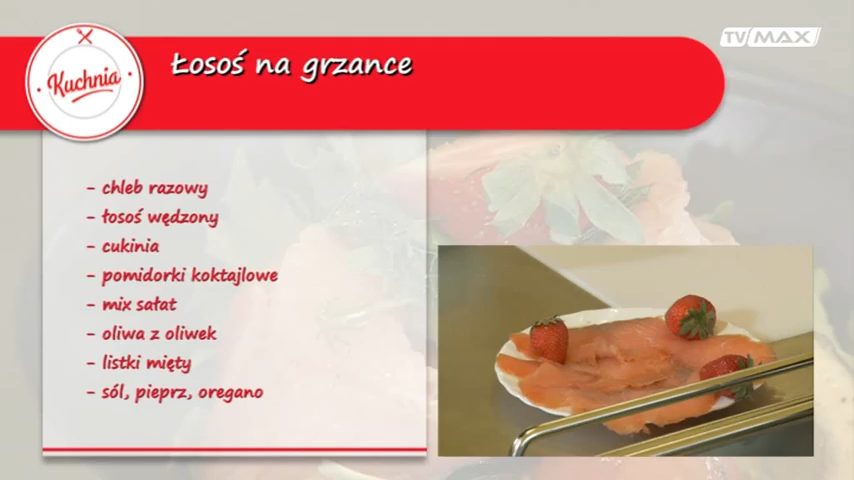 TV MAX
Kuchnia
Łosoś na grzance
- chleb razowy
- łosoś wędzony
- cukinia
- pomidorki koktajlowe
- mix sałat
- oliwa z oliwek
- listki mięty
- sól, pieprz, oregano